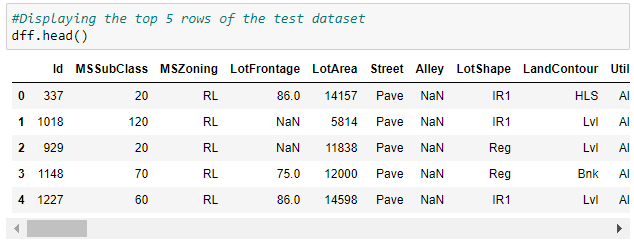 #Displaying the top 5 rows of the test dataset
dff.head()
Id MSSubClass MSZoning LotFrontage LotArea Street Alley LotShape LandContour Util
0 337 20 RL 86.0 14157 Pave NaN IR1 HLS Al
1 1018 120 RL NaN 5814 Pave NaN IR1 Lvl Al
2 929 20 RL NaN 11838 Pave NaN Reg Lvl Al
3 1148 70 RL 75.0 12000 Pave NaN Reg Bnk Al
4 1227 60 RL 86.0 14598 Pave NaN IR1 Lvl Al